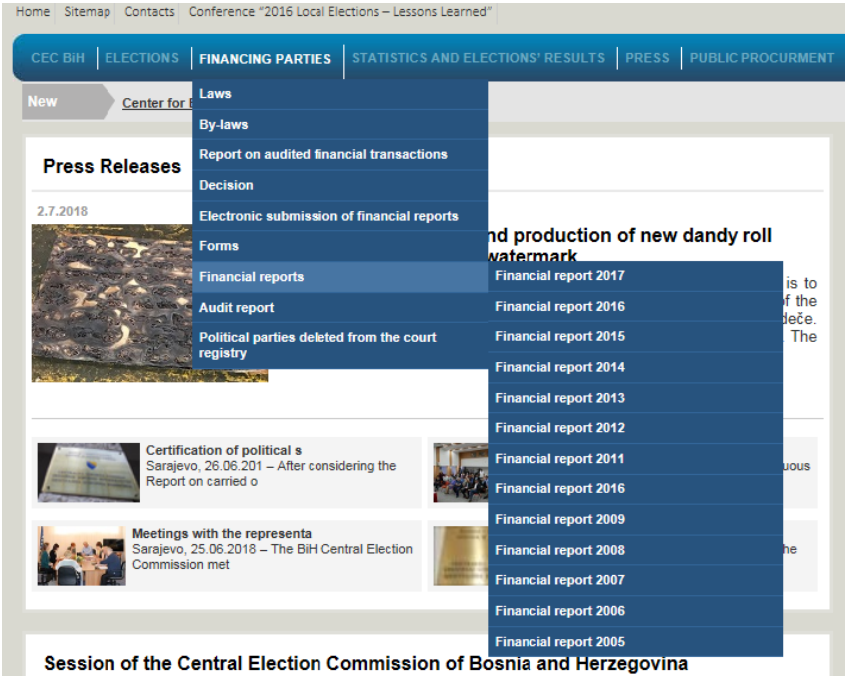 Home Sitemap Contacts Conference “2016 Local Elections – Lessons Learned”
CEC BiH ELECTIONS FINANCING PARTIES STATISTICS AND ELECTIONS' RESULTS PRESS PUBLIC PROCURMENT
New Center for
Laws
By-laws
Report on audited financial transactions
Decision
Electronic submission of financial reports
Forms
Financial reports
Audit report
Political parties deleted from the court
registry
Financial report 2017
Financial report 2016
Financial report 2015
Financial report 2014
Financial report 2013
Financial report 2012
Financial report 2011
Financial report 2016
Financial report 2009
Financial report 2008
Financial report 2007
Financial report 2006
Financial report 2005
Press Releases
2.7.2018
production of new dandy roll
watermark
is to
the
The
Certification of political s
Sarajevo, 26.06.201 – After considering the
Report on carried o
Meetings with the representa
Sarajevo, 25.06.2018 – The BiH Central Election
Commission met
Session of the Central Election Commission of Bosnia and Herzegovina